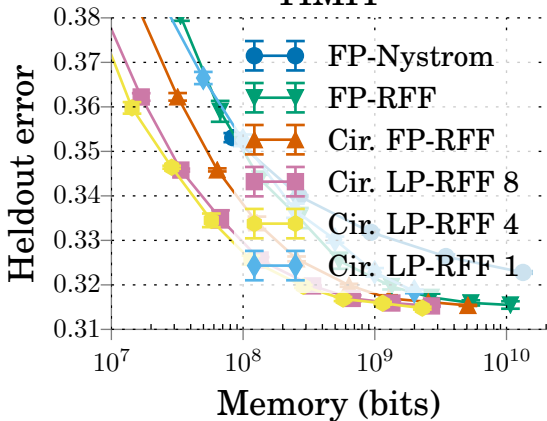 TIMIT
0.38
0.37
0.36
0.35
0.34
0.33
0.32
0.31
Heldout error
FP-Nystrom
FP-RFF
Cir. FP-RFF
Cir. LP-RFF 8
Cir. LP-RFF 4
Cir. LP-RFF 1
10⁷ 10⁸ 10⁹ 10¹⁰
Memory (bits)